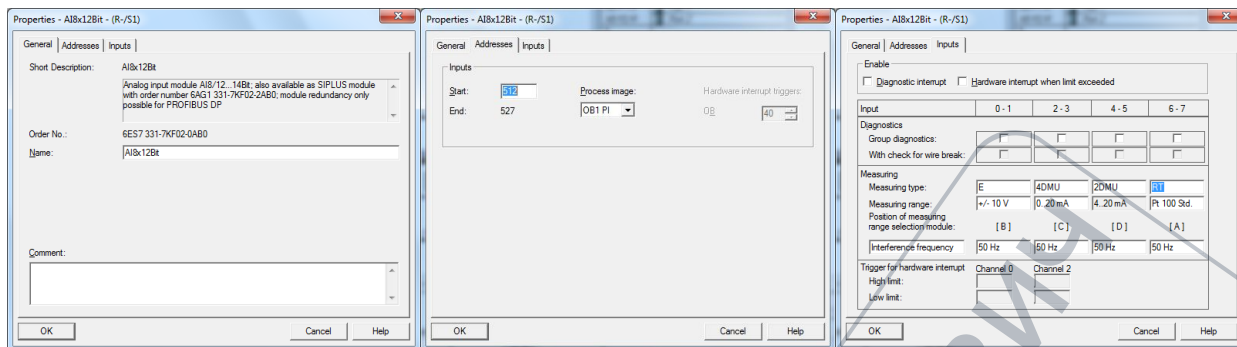 Properties - AI8x12Bit - (R-/S1)
General Addresses Inputs
Short Description: AI8x12Bit
Analog input module AI8/12...14Bit; also available as SIPLUS module
with order number 6AG1 331-7KF02-2AB0; module redundancy only
possible for PROFIBUS DP
Order No.: 6ES7 331-7KF02-0AB0
Name: AI8x12Bit
Comment:
OK Cancel Help
Properties - AI8x12Bit - (R-/S1)
General Addresses Inputs
Inputs
Start: 512 Process image: Hardware interrupt triggers:
End: 527 OB1 PI OB 40
OK Cancel Help
Properties - AI8x12Bit - (R-/S1)
General Addresses Inputs
Enable
Diagnostic interrupt Hardware interrupt when limit exceeded
Input 0 - 1 2 - 3 4 - 5 6 - 7
Diagnostics
Group diagnostics:
With check for wire break:
Measuring
Measuring type: E 4DMU 2DMU RT
Measuring range: +/- 10 V 0..20 mA 4..20 mA Pt 100 Std.
Position of measuring
range selection module: [ B ] [ C ] [ D ] [ A ]
Interference frequency 50 Hz 50 Hz 50 Hz 50 Hz
Trigger for hardware interrupt Channel 0 Channel 2
High limit:
Low limit:
OK Cancel Help